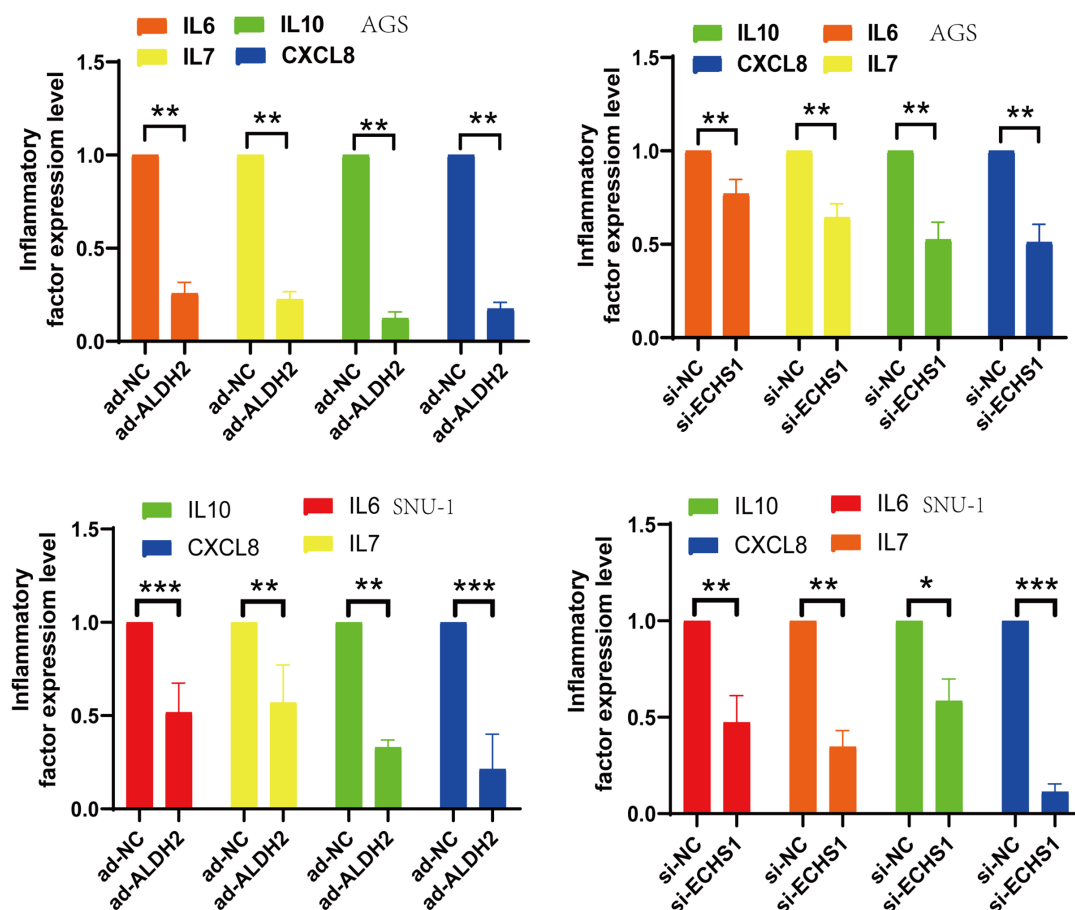 IL6 IL10 AGS
IL7 CXCL8
Inflammatory
factor expressiom level
1.5
1.0
0.5
0.0
** ** ** **
ad-NC ad-ALDH2 ad-NC ad-ALDH2 ad-NC ad-ALDH2 ad-NC ad-ALDH2
IL10 IL6 AGS
CXCL8 IL7
Inflammatory
factor expressiom level
1.5
1.0
0.5
0.0
** ** ** **
si-NC si-ECHS1 si-NC si-ECHS1 si-NC si-ECHS1 si-NC si-ECHS1
IL10 IL6 SNU-1
CXCL8 IL7
Inflammatory
factor expressiom level
1.5
1.0
0.5
0.0
*** ** ** ***
ad-NC ad-ALDH2 ad-NC ad-ALDH2 ad-NC ad-ALDH2 ad-NC ad-ALDH2
IL10 IL6 SNU-1
CXCL8 IL7
Inflammatory
factor expressiom level
1.5
1.0
0.5
0.0
** ** * ***
si-NC si-ECHS1 si-NC si-ECHS1 si-NC si-ECHS1 si-NC si-ECHS1